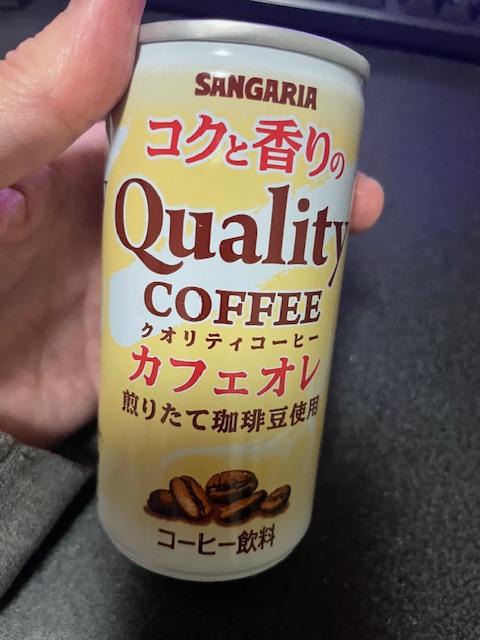 SANGARIA
コクと香りの
Quality
COFFEE
クオリティコーヒー
カフェオレ
煎りたて珈琲豆使用
コーヒー飲料